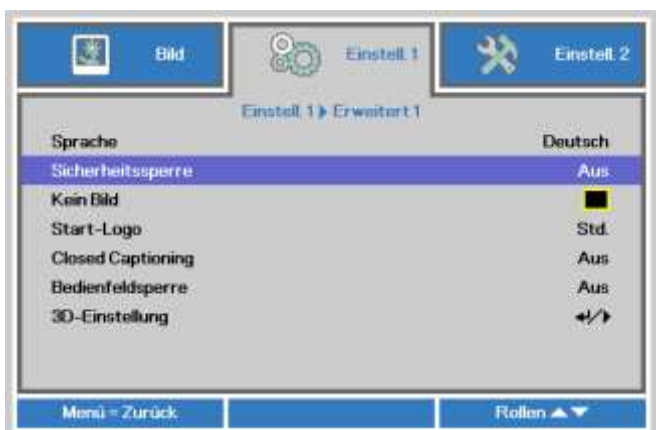 Bild Einstell. 1 Einstell. 2
Einstell. 1 Erweitert 1
Sprache Deutsch
Sicherheitssperre Aus
Kein Bild
Start-Logo Std.
Closed Captioning Aus
Bedienfeldsperre Aus
3D-Einstellung
Menü = Zurück Rollen